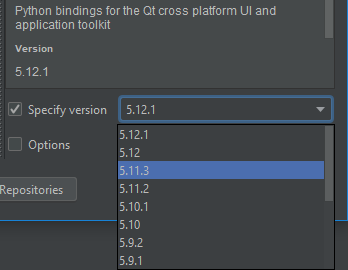 Python bindings for the Qt cross platform UI and
application toolkit
Version
5.12.1
Specify version 5.12.1
5.12.1
5.12
Options
5.11.3
5.11.2
Repositories
5.10.1
5.10
5.9.2
5.9.1